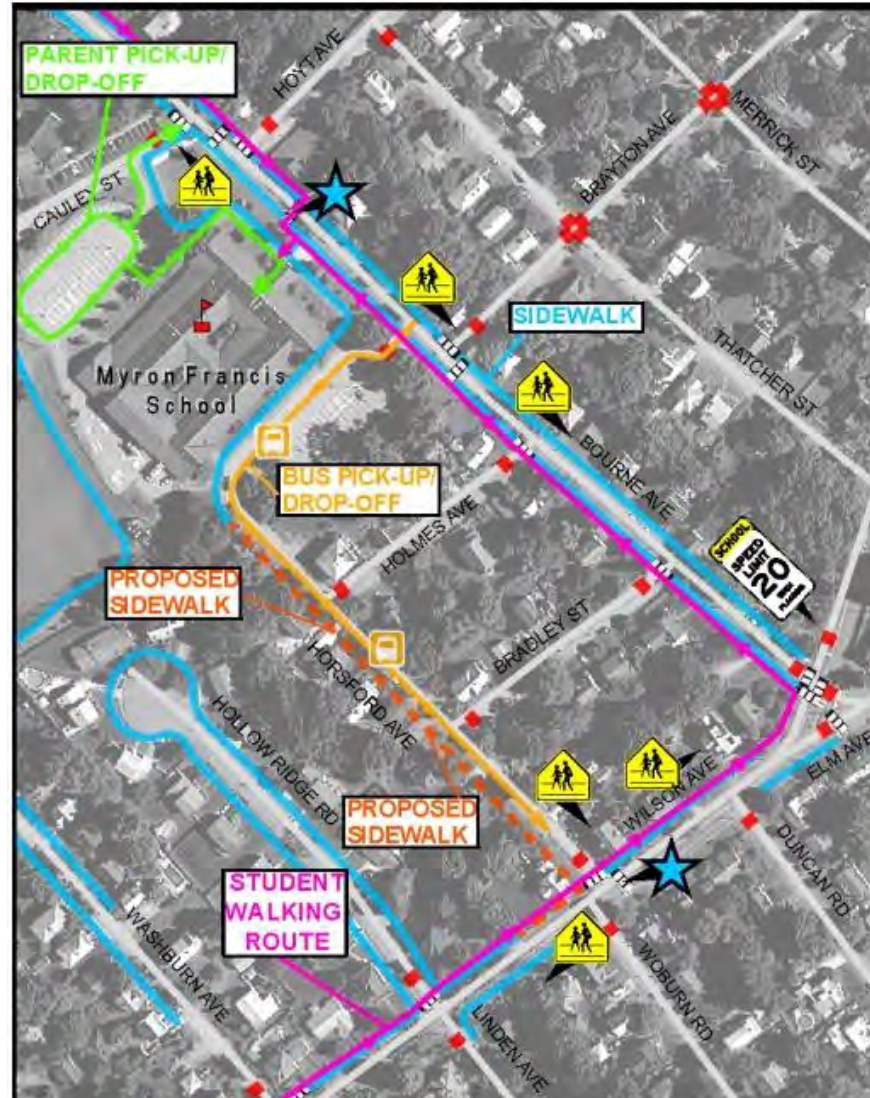 PARENT PICK-UP/
DROP-OFF
HOYT AVE
MERRICK ST
BRAYTON AVE
CAULEY ST
SIDEWALK
THATCHER ST
Myron Francis
School
BUS PICK-UP/
DROP-OFF
BOURNE AVE
HOLMES AVE
SCHOOL
SPEED
LIMIT
20
PROPOSED
SIDEWALK
BRADLEY ST
HORSFORD AVE
HOLLOW RIDGE RD
WILSON AVE
ELM AVE
PROPOSED
SIDEWALK
DUNCAN RD
STUDENT
WALKING
ROUTE
WASHBURN AVE
WOBURN RD
LINDEN AVE